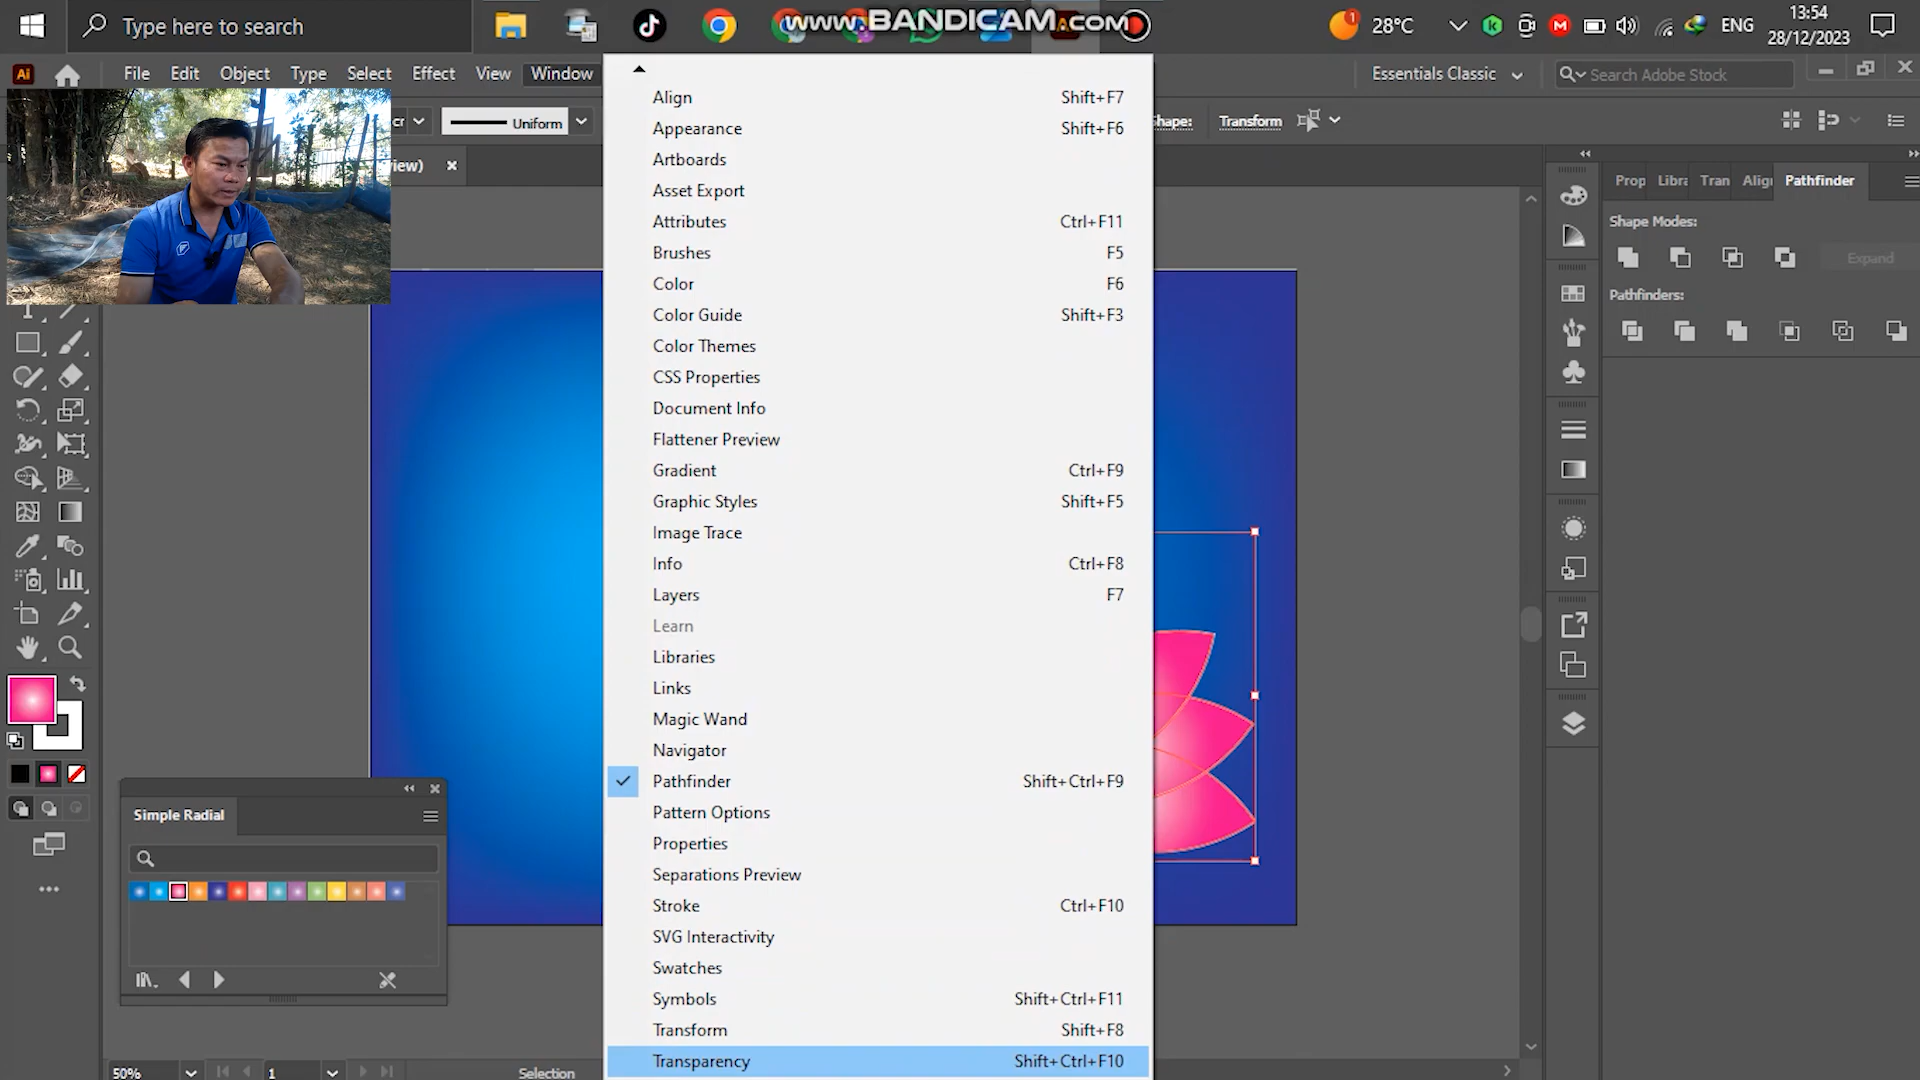 Type here to search
www.BANDICAM.com
1
28°C
ENG
13:54
28/12/2023
Ai
File Edit Object Type Select Effect View Window
Essentials Classic
Search Adobe Stock
Uniform
Shape:
Transform
iew)
Align Shift+F7
Appearance Shift+F6
Artboards
Asset Export
Attributes Ctrl+F11
Brushes F5
Color F6
Color Guide Shift+F3
Color Themes
CSS Properties
Document Info
Flattener Preview
Gradient Ctrl+F9
Graphic Styles Shift+F5
Image Trace
Info Ctrl+F8
Layers F7
Learn
Libraries
Links
Magic Wand
Navigator
Pathfinder Shift+Ctrl+F9
Pattern Options
Properties
Separations Preview
Stroke Ctrl+F10
SVG Interactivity
Swatches
Symbols Shift+Ctrl+F11
Transform Shift+F8
Transparency Shift+Ctrl+F10
Prop Libra Tran Alig Pathfinder
Shape Modes:
Expand
Pathfinders:
Simple Radial
50%
1
Selection